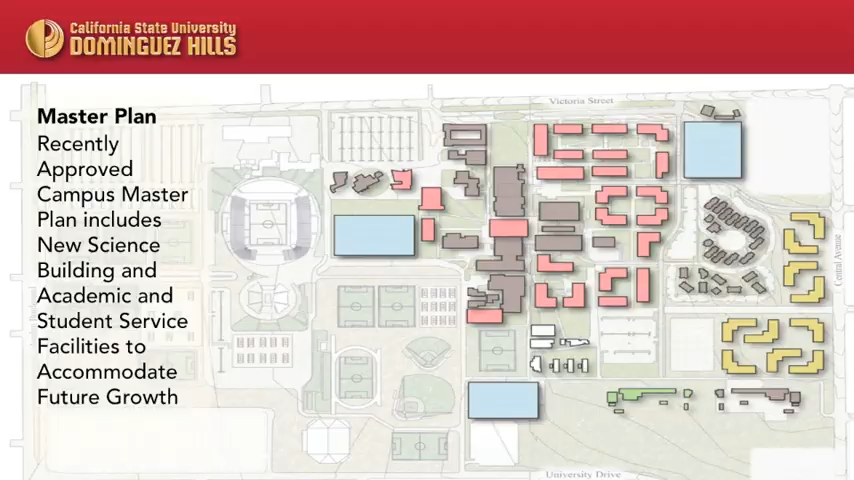 California State University
DOMINGUEZ HILLS
Master Plan
Recently
Approved
Campus Master
Plan includes
New Science
Building and
Academic and
Student Service
Facilities to
Accommodate
Future Growth
Victoria Street
Central Avenue
University Drive